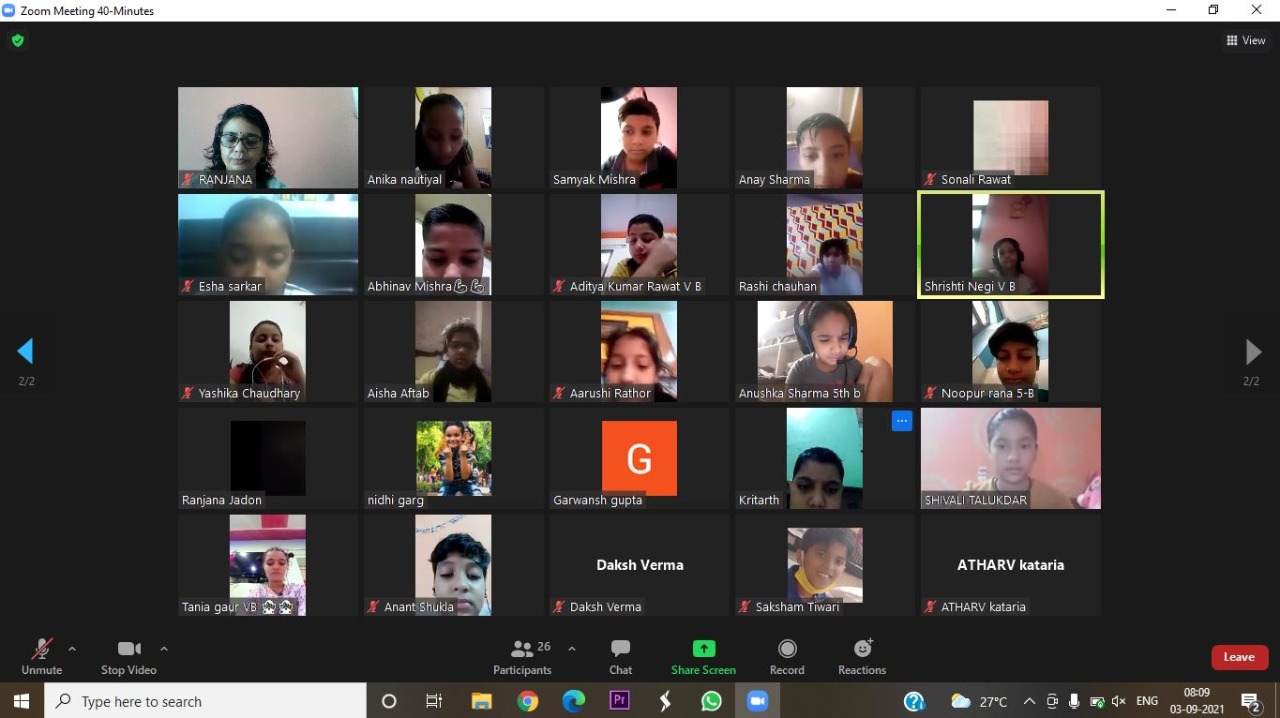 Zoom Meeting 40-Minutes
View
RANJANA
Anika nautiyal
Samyak Mishra
Anay Sharma
Sonali Rawat
Esha sarkar
Abhinav Mishra💪💪
Aditya Kumar Rawat V B
Rashi chauhan
Shrishti Negi V B
Yashika Chaudhary
Aisha Aftab
Aarushi Rathor
Anushka Sharma 5th b
Noopur rana 5-B
2/2
2/2
Ranjana Jadon
nidhi garg
G
Garwansh gupta
Kritarth
SHIVALI TALUKDAR
Tania gaur VB
Anant Shukla
Daksh Verma
Daksh Verma
Saksham Tiwari
ATHARV kataria
ATHARV kataria
Unmute
Stop Video
26
Participants
Chat
Share Screen
Record
Reactions
Leave
Type here to search
Pr
27°C
ENG
08:09
03-09-2021
2